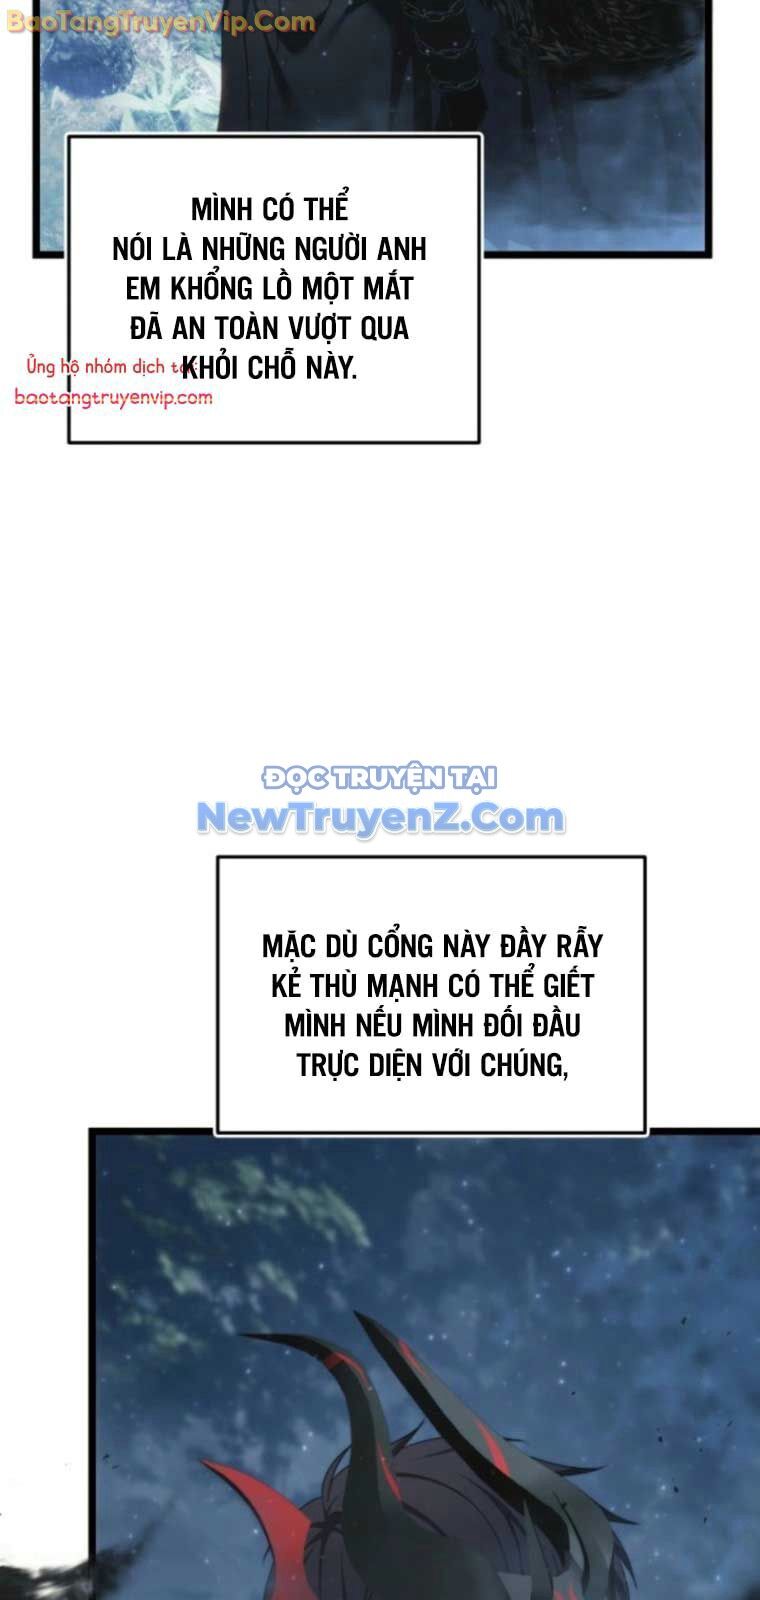 BaoTangTruyenVip.Com
MÌNH CÓ THỂ
NÓI LÀ NHỮNG NGƯỜI ANH
EM KHỔNG LỒ MỘT MẮT
ĐÃ AN TOÀN VƯỢT QUA
KHỎI CHỖ NÀY.
Ủng hộ nhóm dịch tại
baotangtruyenvip.com
ĐỌC TRUYỆN TẠI
NewTruyenZ.Com
MẶC DÙ CỔNG NÀY ĐẦY RẪY
KẺ THÙ MẠNH CÓ THỂ GIẾT
MÌNH NẾU MÌNH ĐỐI ĐẦU
TRỰC DIỆN VỚI CHÚNG,